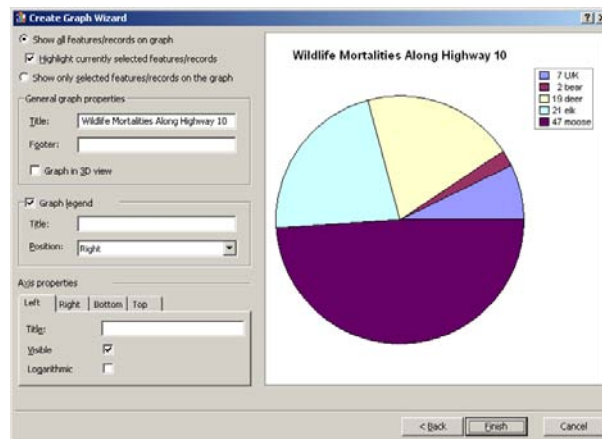 Create Graph Wizard
Show all features/records on graph
Highlight currently selected features/records
Show only selected features/records on the graph
General graph properties
Title: Wildlife Mortalities Along Highway 10
Footer:
Graph in 3D view
Graph legend
Title:
Position: Right
Axis properties
Left Right Bottom Top
Title:
Visible
Logarithmic
Wildlife Mortalities Along Highway 10
7 UK
2 bear
19 deer
21 elk
47 moose
< Back Finish Cancel